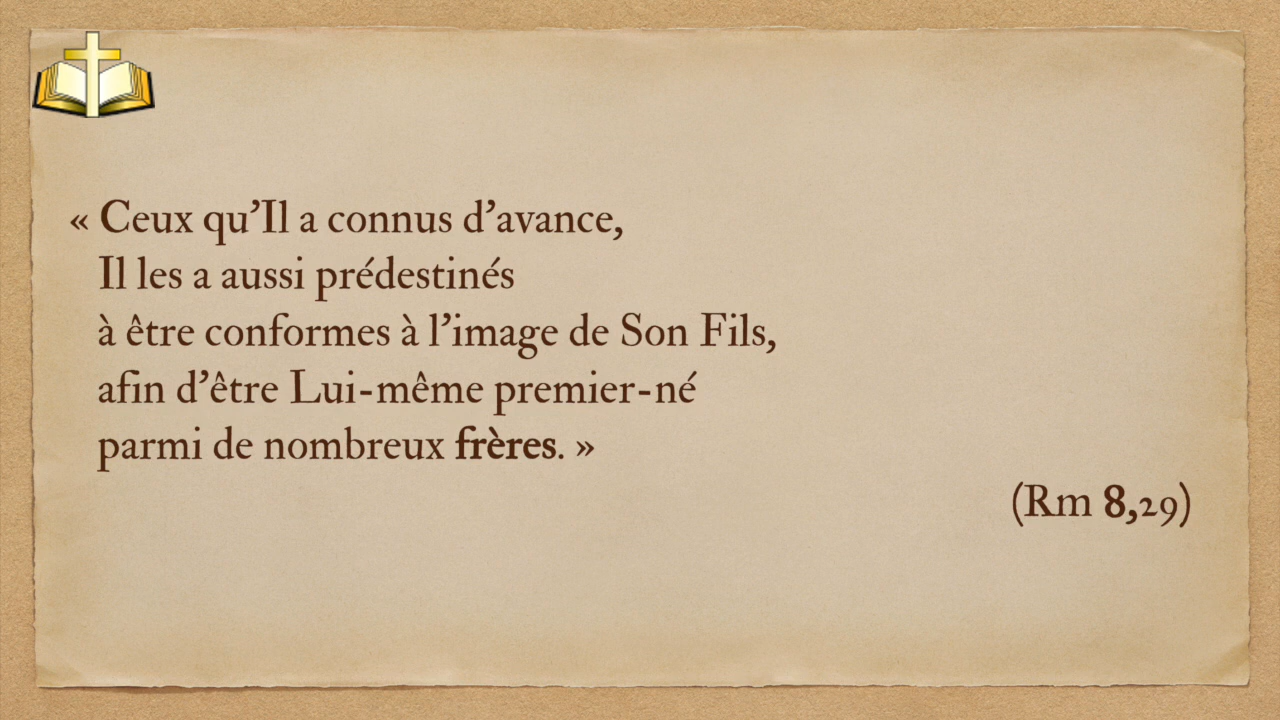 « Ceux qu’Il a connus d’avance,
Il les a aussi prédestinés
à être conformes à l’image de Son Fils,
afin d’être Lui-même premier-né
parmi de nombreux frères. »
(Rm 8,29)